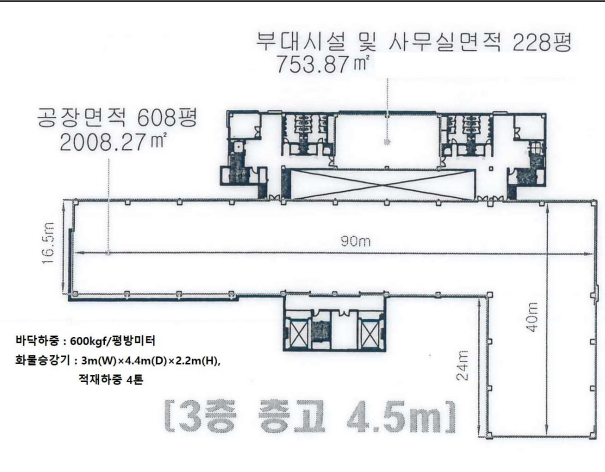 부대시설 및 사무실면적 228평
753.87㎡
공장면적 608평
2008.27㎡
16.5m
90m
40m
24m
바닥하중 : 600kgf/평방미터
화물승강기 : 3m(W)×4.4m(D)×2.2m(H),
적재하중 4톤
[3층 층고 4.5m]